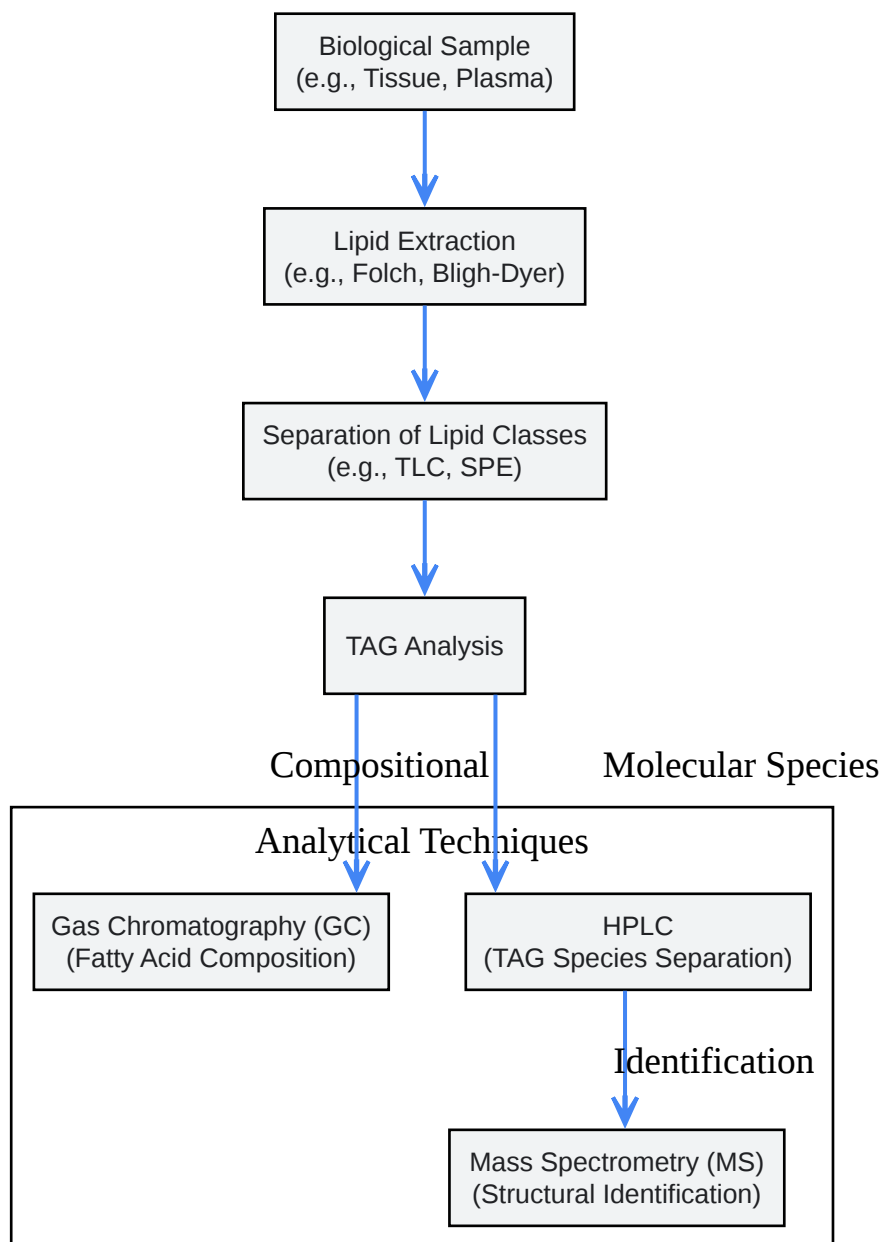 Biological Sample
(e.g., Tissue, Plasma)
Lipid Extraction
(e.g., Folch, Bligh-Dyer)
Separation of Lipid Classes
(e.g., TLC, SPE)
TAG Analysis
Compositional
Molecular Species
Analytical Techniques
Gas Chromatography (GC)
(Fatty Acid Composition)
HPLC
(TAG Species Separation)
Identification
Mass Spectrometry (MS)
(Structural Identification)